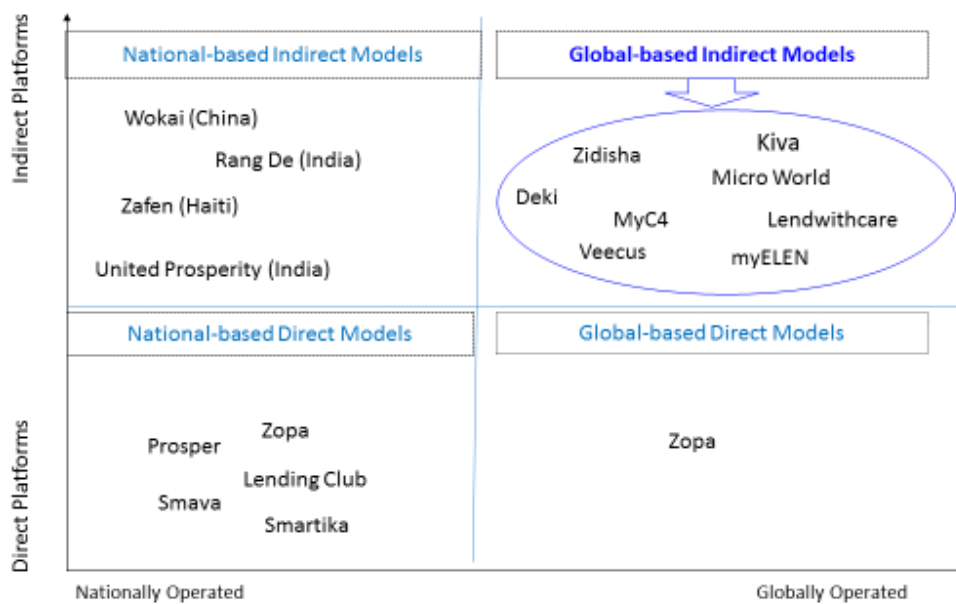 Indirect Platforms
National-based Indirect Models
Global-based Indirect Models
Wokai (China)
Rang De (India)
Zafen (Haiti)
United Prosperity (India)
Kiva
Zidisha
Micro World
Deki
MyC4
Lendwithcare
Veecus
myELEN
Direct Platforms
National-based Direct Models
Global-based Direct Models
Zopa
Prosper
Lending Club
Smava
Smartika
Zopa
Nationally Operated
Globally Operated